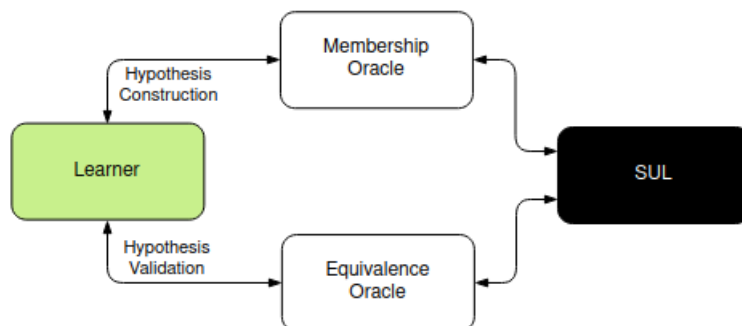 Membership
Oracle
Hypothesis
Construction
Learner
SUL
Hypothesis
Validation
Equivalence
Oracle